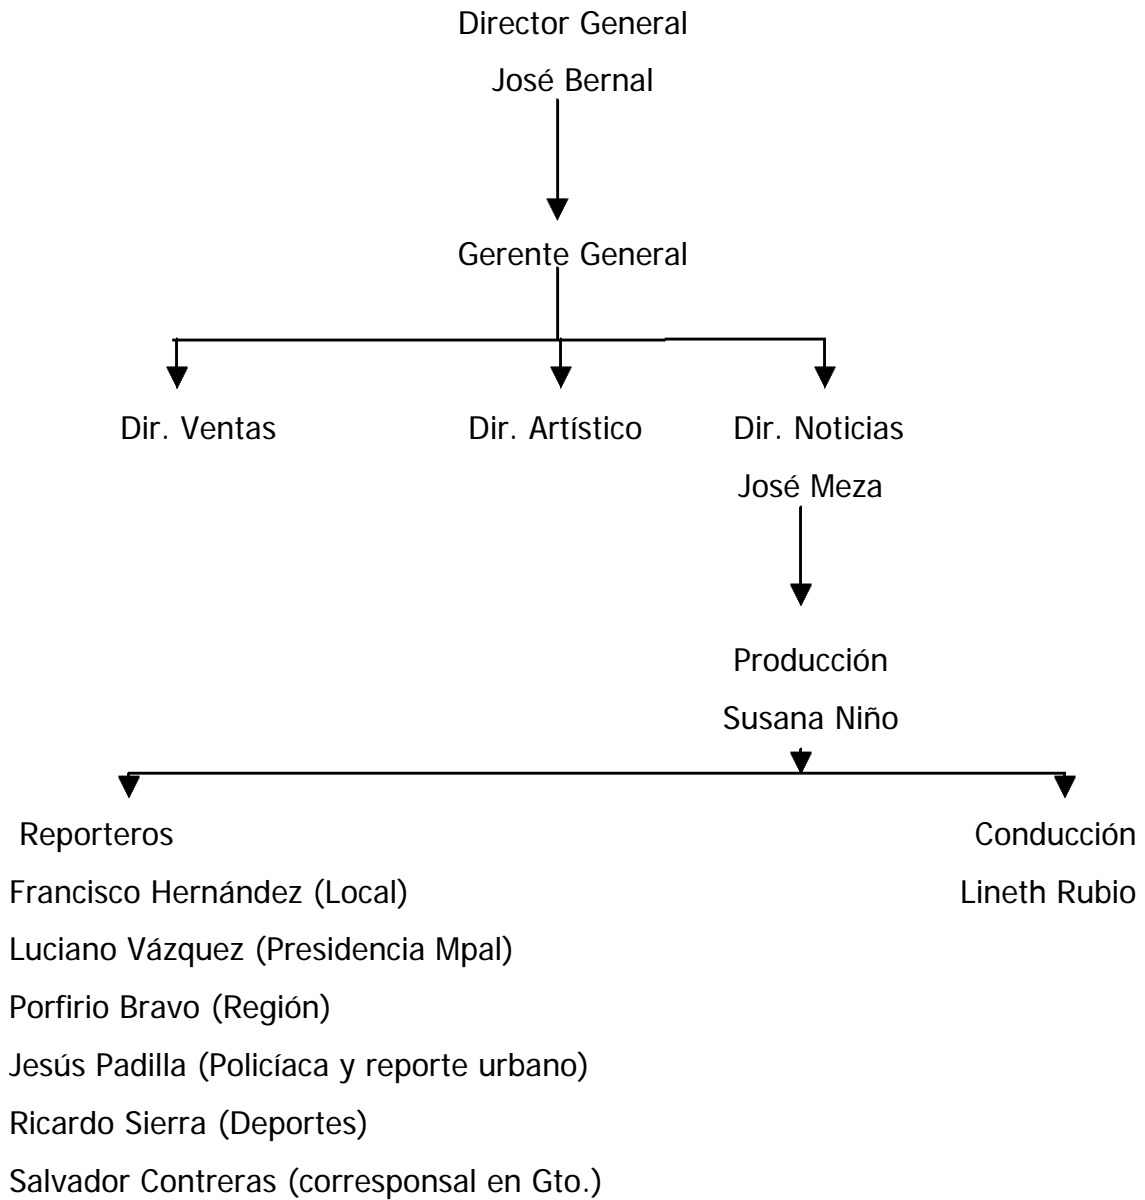 Director General
José Bernal
Gerente General
Dir. Ventas
Dir. Artístico
Dir. Noticias
José Meza
Producción
Susana Niño
Reporteros
Conducción
Francisco Hernández (Local)
Lineth Rubio
Luciano Vázquez (Presidencia Mpal)
Porfirio Bravo (Región)
Jesús Padilla (Policíaca y reporte urbano)
Ricardo Sierra (Deportes)
Salvador Contreras (corresponsal en Gto.)